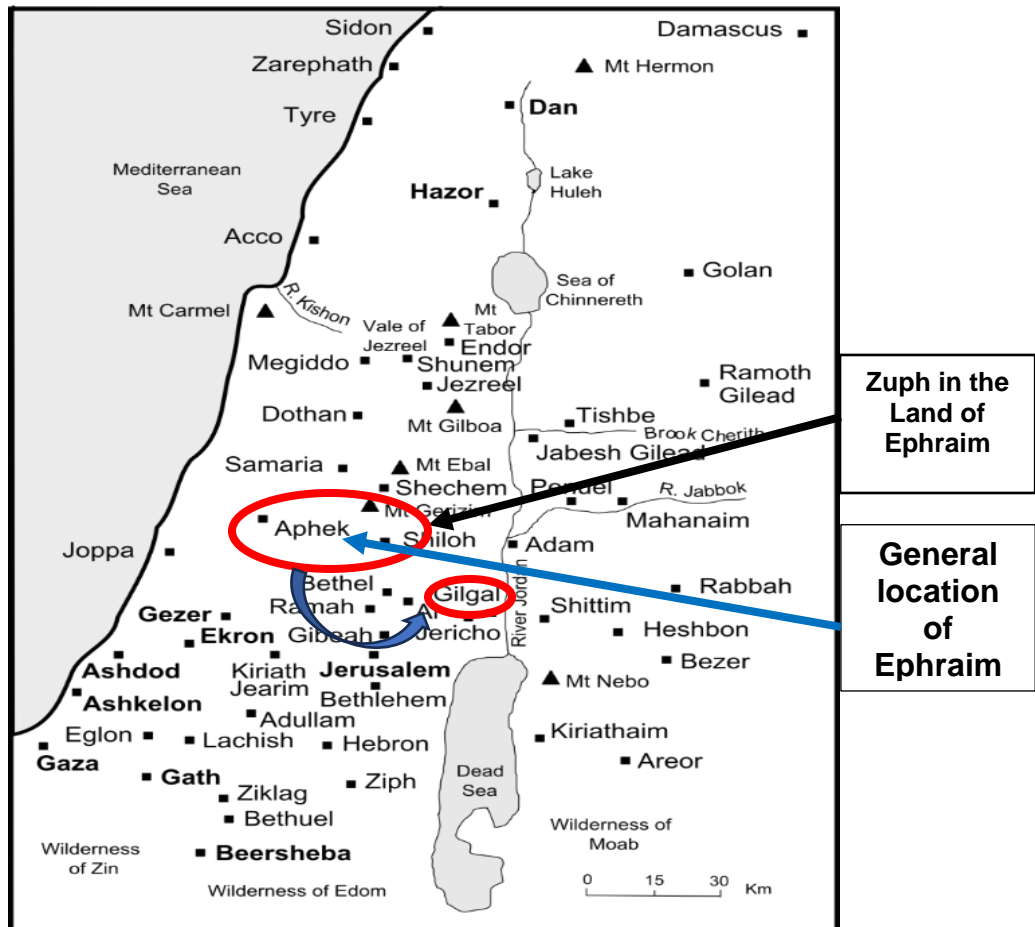 Sidon
Damascus
Zarephath
Mt Hermon
Dan
Tyre
Mediterranean
Sea
Lake
Huleh
Hazor
Acco
Golan
Sea of
Chinnereth
R. Kishon
Mt Carmel
Mt
Tabor
Vale of
Jezreel
Endor
Megiddo
Shunem
Jezreel
Ramoth
Gilead
Zuph in the
Land of
Ephraim
Dothan
Mt Gilboa
Tishbe
Brook Cherith
Jabesh Gilead
Samaria
Mt Ebal
Shechem
Penuel
R. Jabbok
Mt Gerizim
Mahanaim
Aphek
Shiloh
Adam
Joppa
General
location
of
Ephraim
Bethel
Gilgal
Rabbah
Ramah
Ai
Shittim
River Jordan
Gezer
Gibeah
Jericho
Heshbon
Ekron
Ashdod
Kiriath
Jearim
Jerusalem
Bezer
Mt Nebo
Ashkelon
Bethlehem
Adullam
Eglon
Lachish
Hebron
Kiriathaim
Gaza
Areor
Gath
Ziph
Dead
Sea
Ziklag
Bethuel
Wilderness of
Moab
Wilderness
of Zin
Beersheba
Wilderness of Edom
0 15 30
Km